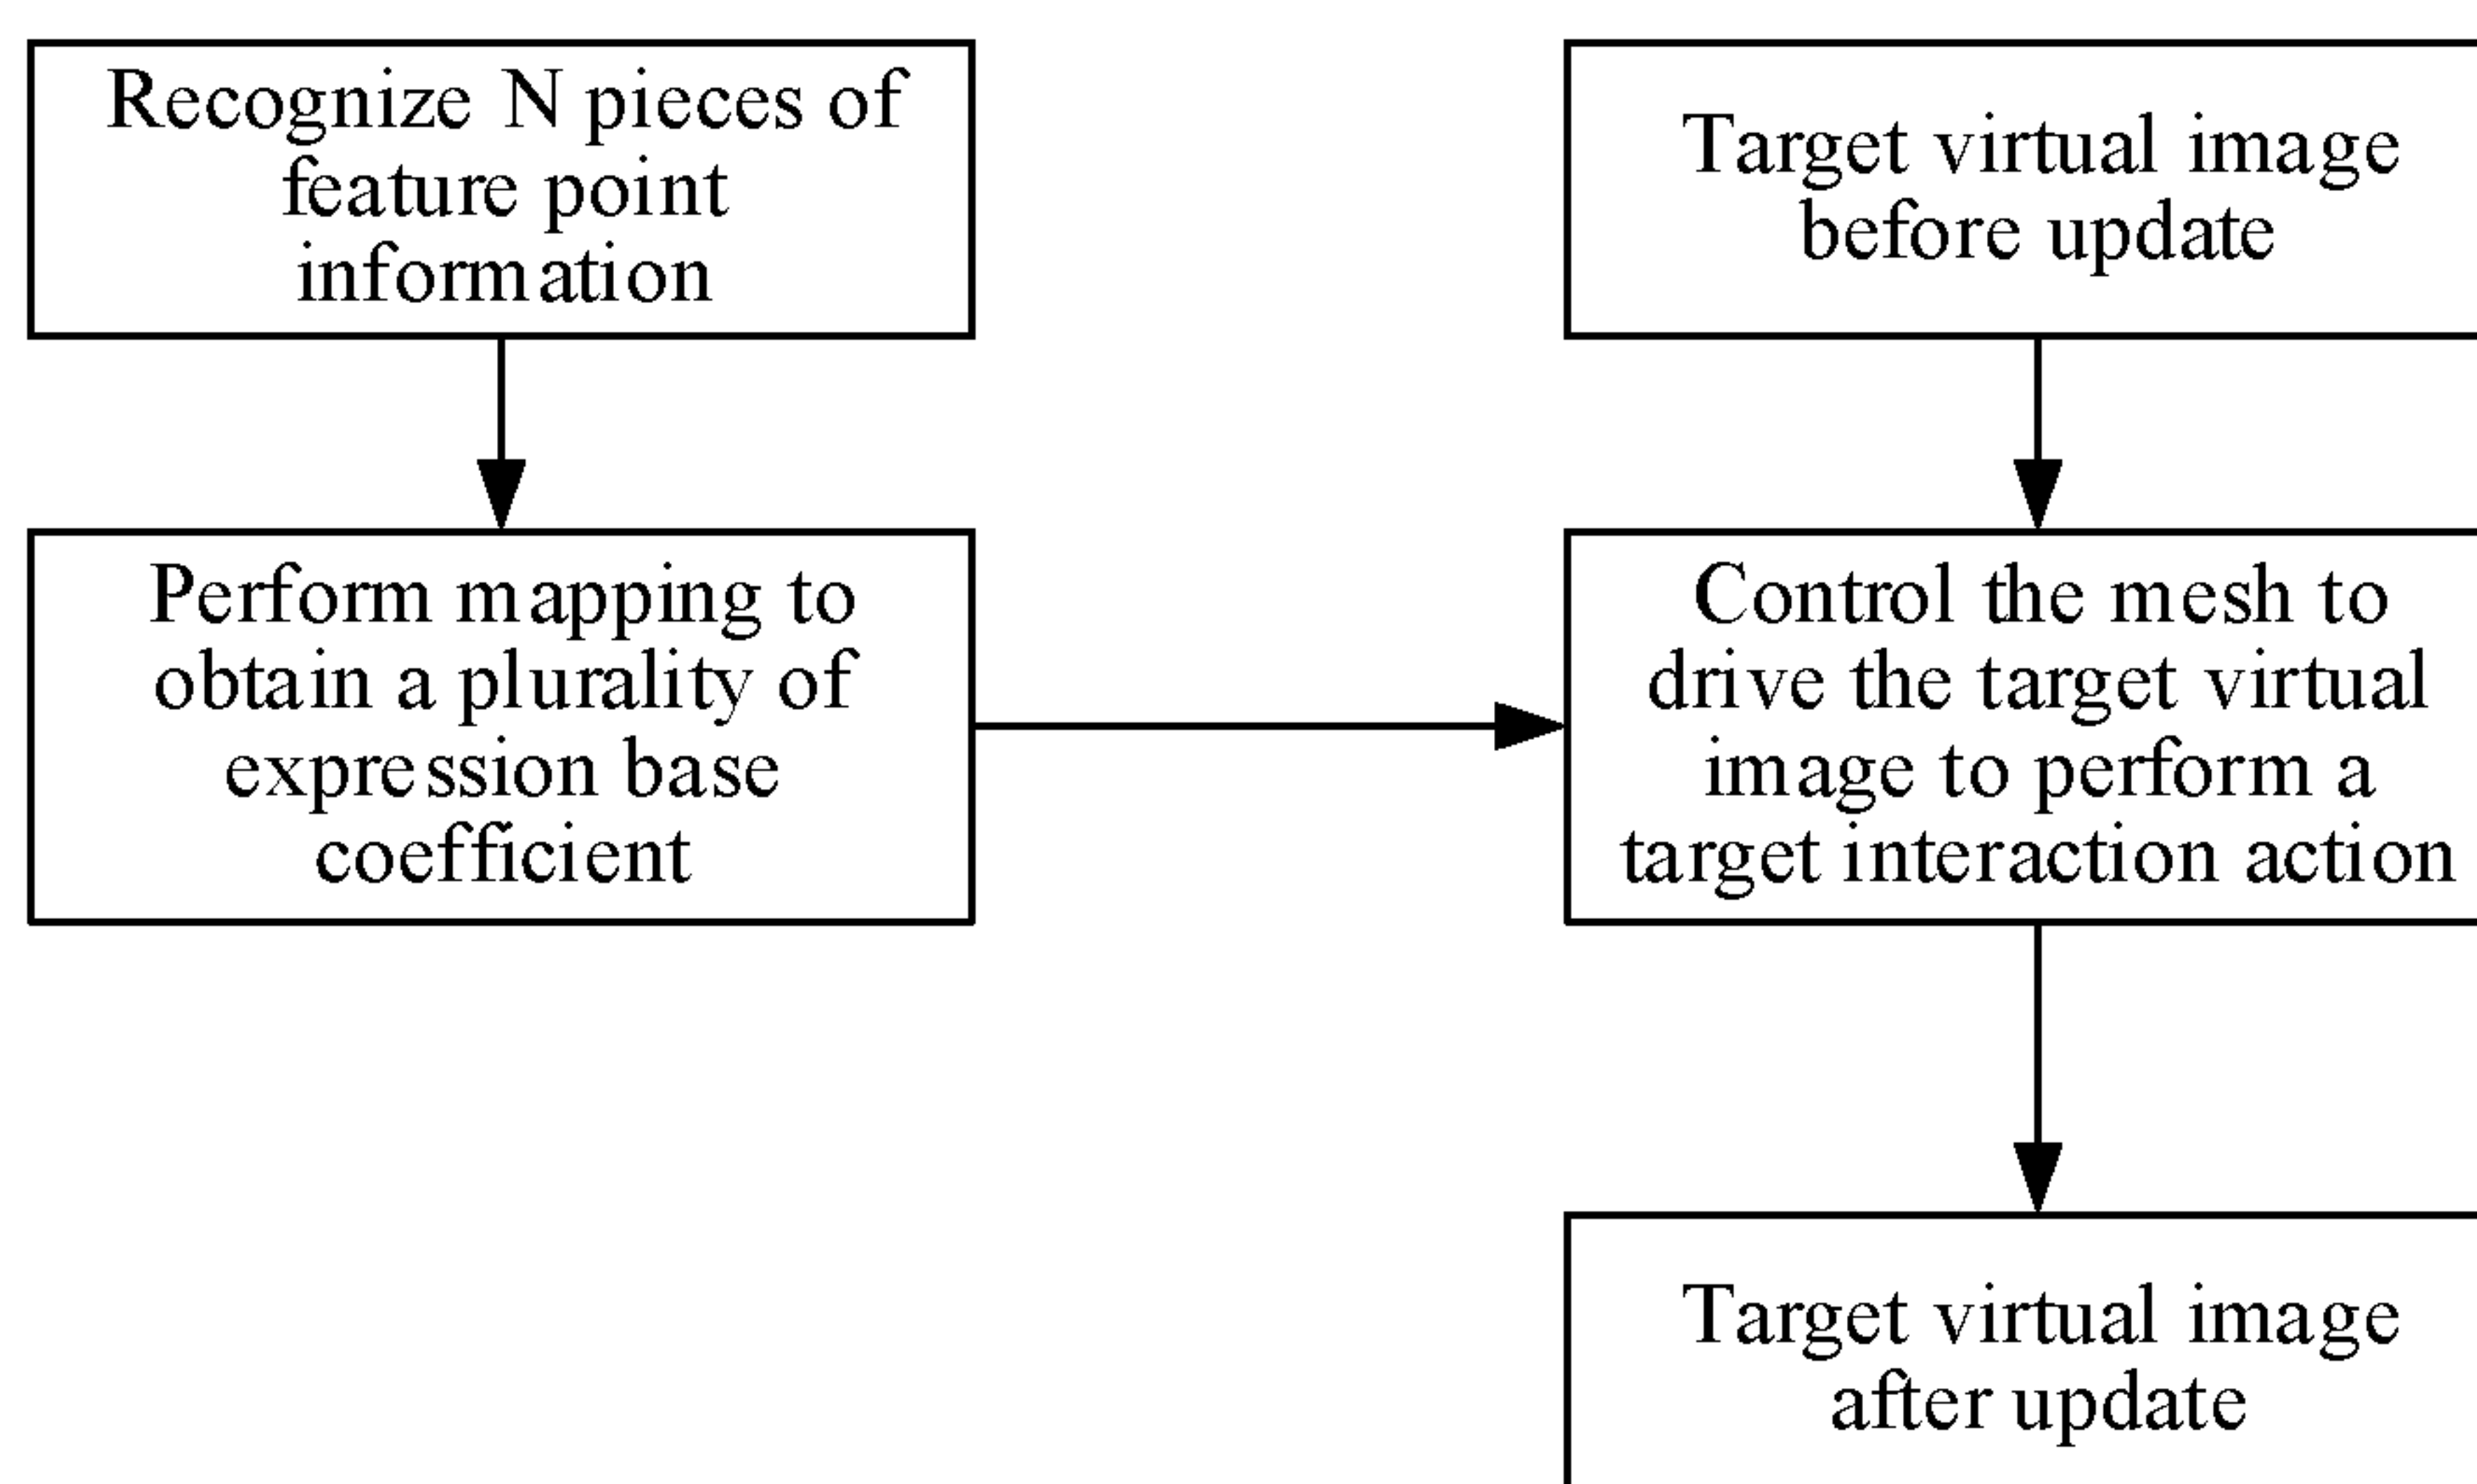 Recognize N pieces of
feature point
information
Target virtual image
before update
Perform mapping to
obtain a plurality of
expression base
coefficient
Control the mesh to
drive the target virtual
image to perform a
target interaction action
Target virtual image
after update